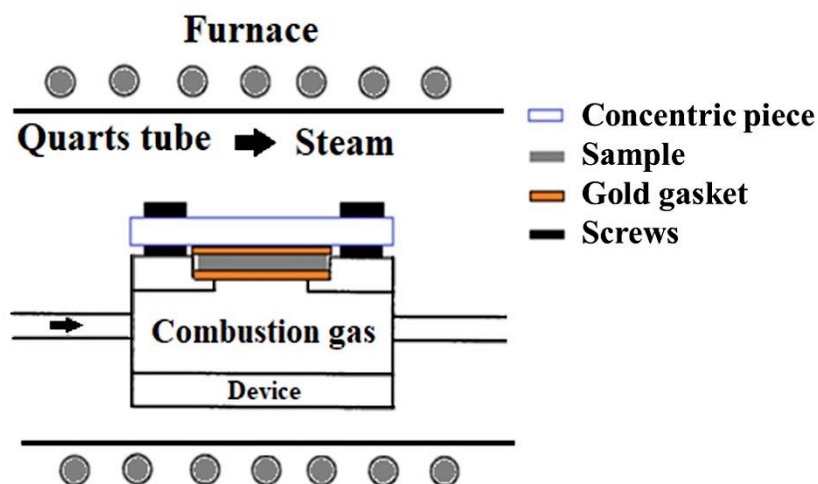 Furnace
Quarts tube
Steam
Concentric piece
Sample
Gold gasket
Screws
Combustion gas
Device